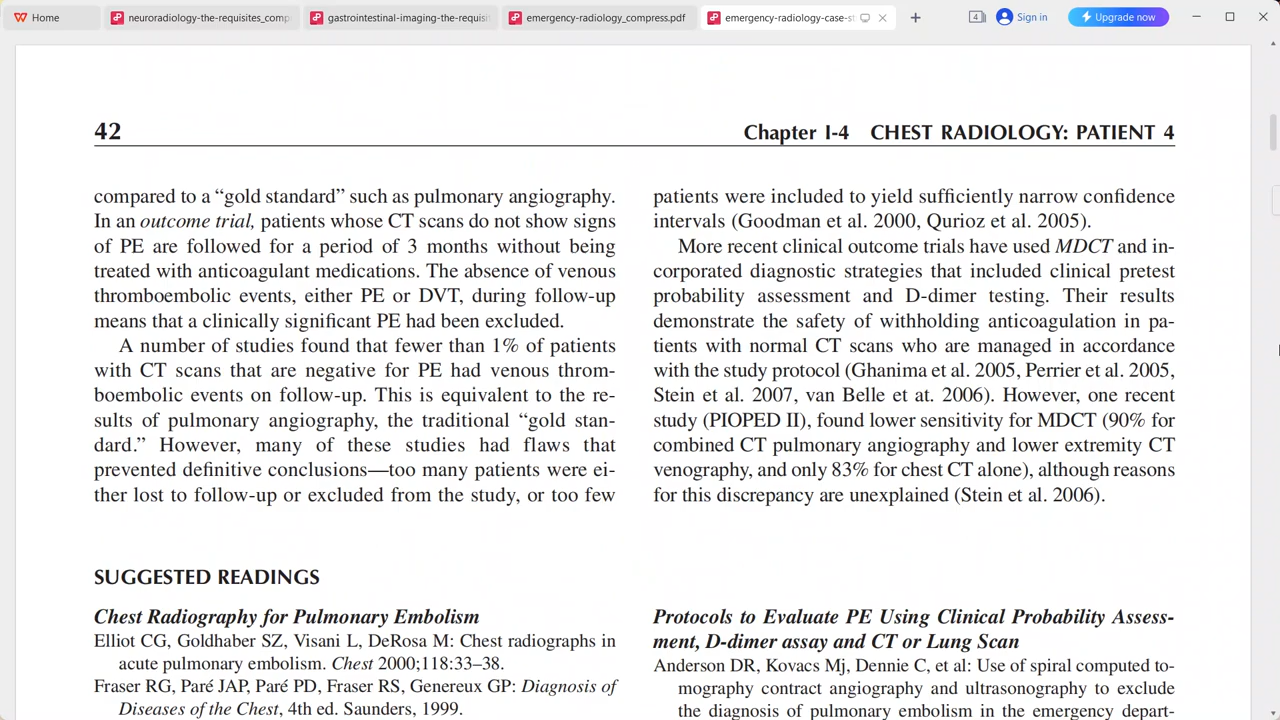 Home
neuroradiology-the-requisites_comp
gastrointestinal-imaging-the-requisi
emergency-radiology_compress.pdf
emergency-radiology-case-s
4
Sign in
Upgrade now
42
Chapter I-4 CHEST RADIOLOGY: PATIENT 4
compared to a “gold standard” such as pulmonary angiography.
In an outcome trial, patients whose CT scans do not show signs
of PE are followed for a period of 3 months without being
treated with anticoagulant medications. The absence of venous
thromboembolic events, either PE or DVT, during follow-up
means that a clinically significant PE had been excluded.
A number of studies found that fewer than 1% of patients
with CT scans that are negative for PE had venous throm-
boembolic events on follow-up. This is equivalent to the re-
sults of pulmonary angiography, the traditional “gold stan-
dard.” However, many of these studies had flaws that
prevented definitive conclusions—too many patients were ei-
ther lost to follow-up or excluded from the study, or too few
patients were included to yield sufficiently narrow confidence
intervals (Goodman et al. 2000, Qurioz et al. 2005).
More recent clinical outcome trials have used MDCT and in-
corporated diagnostic strategies that included clinical pretest
probability assessment and D-dimer testing. Their results
demonstrate the safety of withholding anticoagulation in pa-
tients with normal CT scans who are managed in accordance
with the study protocol (Ghanima et al. 2005, Perrier et al. 2005,
Stein et al. 2007, van Belle et at. 2006). However, one recent
study (PIOPED II), found lower sensitivity for MDCT (90% for
combined CT pulmonary angiography and lower extremity CT
venography, and only 83% for chest CT alone), although reasons
for this discrepancy are unexplained (Stein et al. 2006).
SUGGESTED READINGS
Chest Radiography for Pulmonary Embolism
Elliot CG, Goldhaber SZ, Visani L, DeRosa M: Chest radiographs in
acute pulmonary embolism. Chest 2000;118:33–38.
Fraser RG, Paré JAP, Paré PD, Fraser RS, Genereux GP: Diagnosis of
Diseases of the Chest, 4th ed. Saunders, 1999.
Protocols to Evaluate PE Using Clinical Probability Assess-
ment, D-dimer assay and CT or Lung Scan
Anderson DR, Kovacs Mj, Dennie C, et al: Use of spiral computed to-
mography contract angiography and ultrasonography to exclude
the diagnosis of pulmonary embolism in the emergency depart-